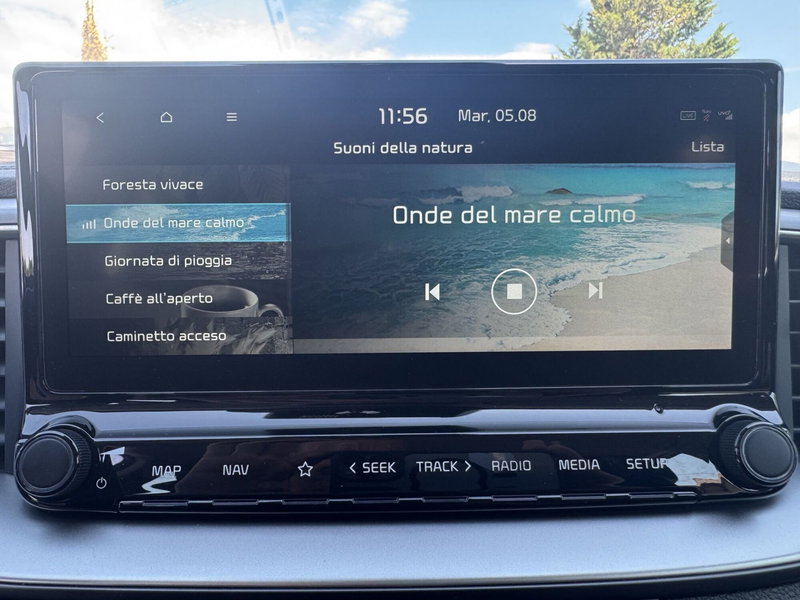 11:56 Mar, 05.08
Suoni della natura
Lista
Foresta vivace
Onde del mare calmo
Giornata di pioggia
Caffè all'aperto
Caminetto acceso
Onde del mare calmo
MAP NAV SEEK TRACK RADIO MEDIA SETUP